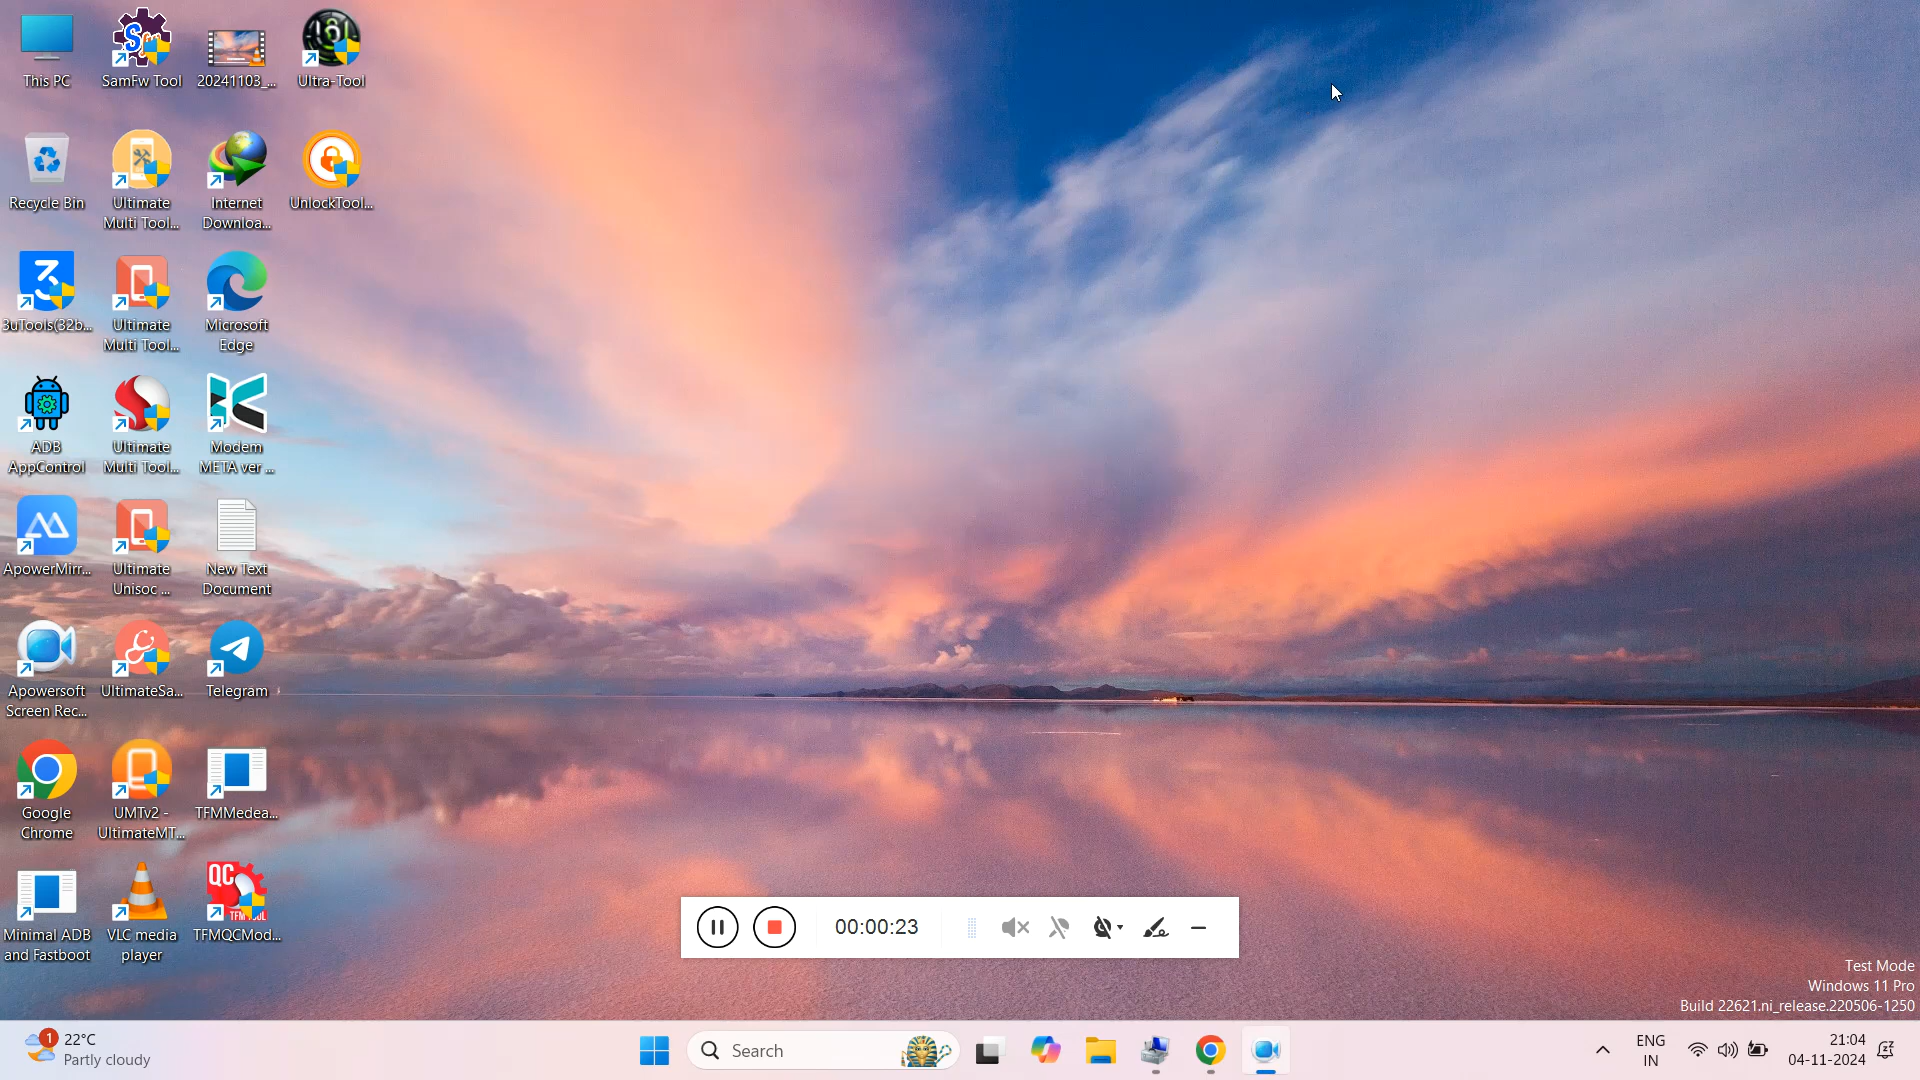 This PC
SamFw Tool
20241103_...
Ultra-Tool
Recycle Bin
Ultimate
Multi Tool...
Internet
Downloa...
UnlockTool...
3uTools(32b...
Ultimate
Multi Tool...
Microsoft
Edge
ADB
AppControl
Ultimate
Multi Tool...
Modem
META ver ...
ApowerMirr...
Ultimate
Unisoc ...
New Text
Document
Apowersoft
Screen Rec...
UltimateSa...
Telegram
Google
Chrome
UMTv2 -
UltimateMT...
TFMMedea...
QC
TFM TOOL
Minimal ADB
and Fastboot
VLC media
player
TFMQCMod...
00:00:23
Test Mode
Windows 11 Pro
Build 22621.ni_release.220506-1250
1
22°C
Partly cloudy
Search
ENG
IN
21:04
04-11-2024